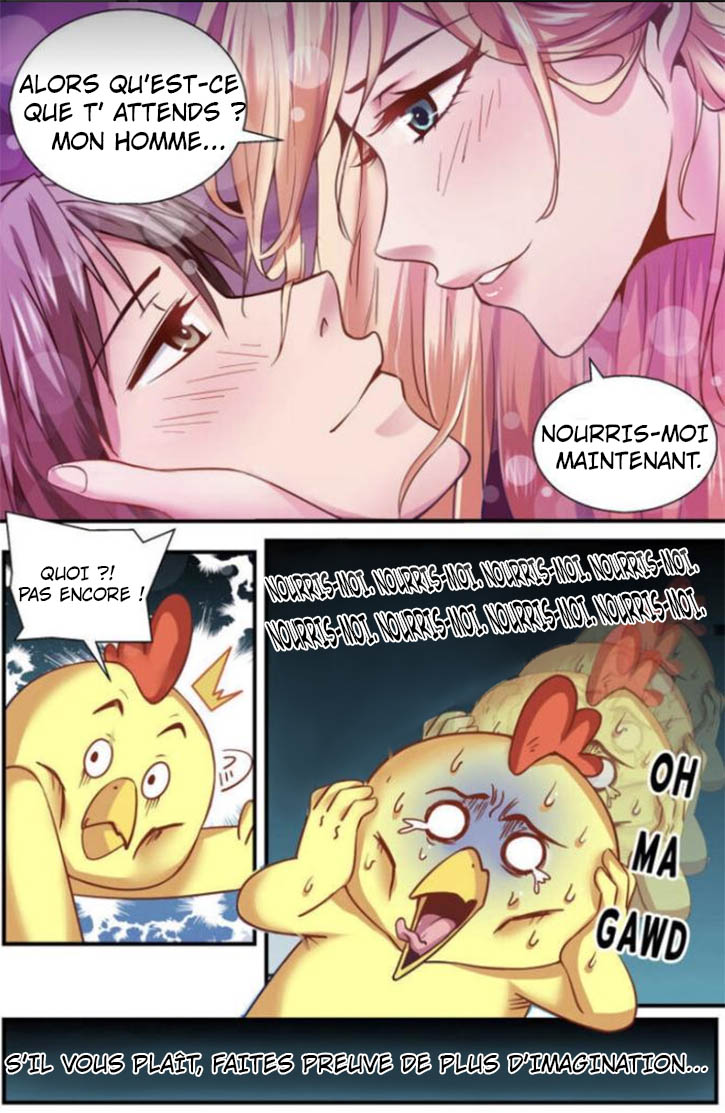 ALORS QU'EST-CE
QUE T' ATTENDS ?
MON HOMME...
NOURRIS-MOI
MAINTENANT.
QUOI ?!
PAS ENCORE !
NOURRIS-MOI. NOURRIS-MOI. NOURRIS-MOI. NOURRIS-MOI.
NOURRIS-MOI. NOURRIS-MOI. NOURRIS-MOI. NOURRIS-MOI.
?
OH
MA
GAWD
S'IL VOUS PLAÎT, FAITES PREUVE DE PLUS D'IMAGINATION...